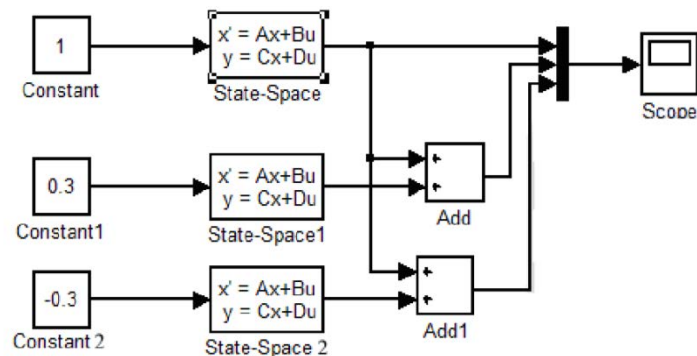 1
x' = Ax+Bu
y = Cx+Du
Constant
State-Space
Scope
0.3
x' = Ax+Bu
y = Cx+Du
+
+
Add
Constant1
State-Space1
-0.3
x' = Ax+Bu
y = Cx+Du
+
+
Add1
Constant 2
State-Space 2